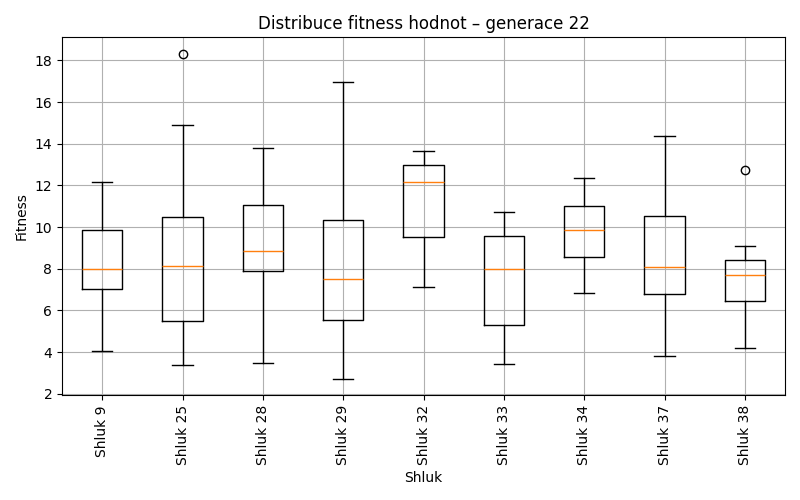 Distribuce fitness hodnot – generace 22
Fitness
18
16
14
12
10
8
6
4
2
Shluk 9
Shluk 25
Shluk 28
Shluk 29
Shluk 32
Shluk 33
Shluk 34
Shluk 37
Shluk 38
Shluk